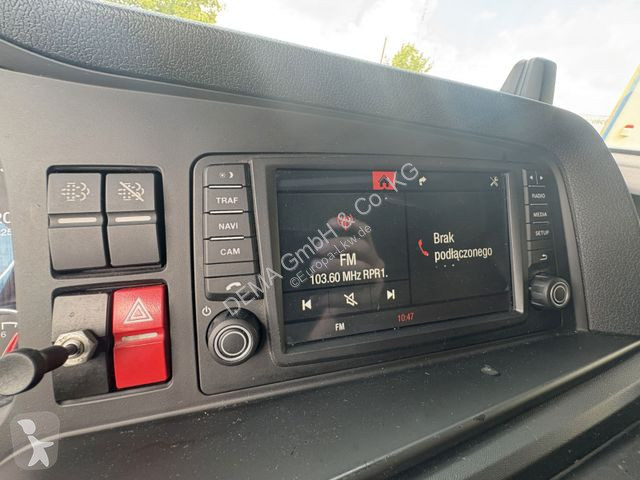 TRAF
NAVI
CAM
FM
103.60 MHz RPR1.
FM
10:47
Brak
podłączonego
RADIO
MEDIA
SETUP
DEMA GmbH & Co. KG
©Europa-Lkw.de